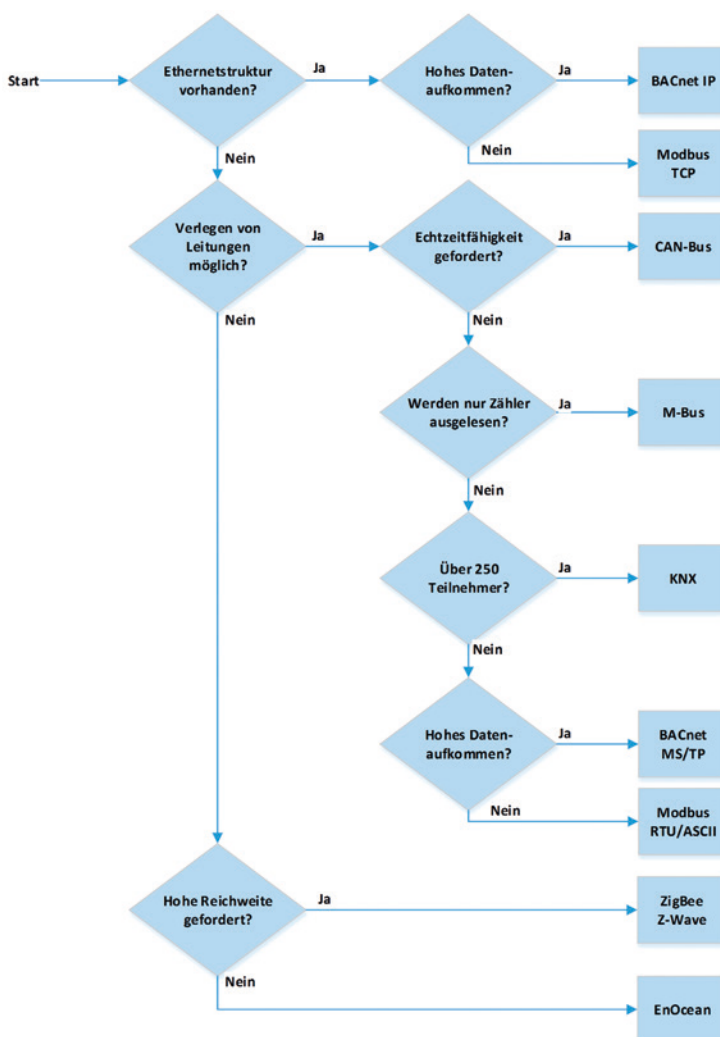 Start
Ethernetstruktur
vorhanden?
Ja
Hohes Daten-
aufkommen?
Ja
BACnet IP
Nein
Nein
Modbus
TCP
Verlegen von
Leitungen
möglich?
Ja
Echtzeitfähigkeit
gefordert?
Ja
CAN-Bus
Nein
Nein
Werden nur Zähler
ausgelesen?
Ja
M-Bus
Nein
Über 250
Teilnehmer?
Ja
KNX
Nein
Hohes Daten-
aufkommen?
Ja
BACnet
MS/TP
Nein
Modbus
RTU/ASCII
Hohe Reichweite
gefordert?
Ja
ZigBee
Z-Wave
Nein
EnOcean